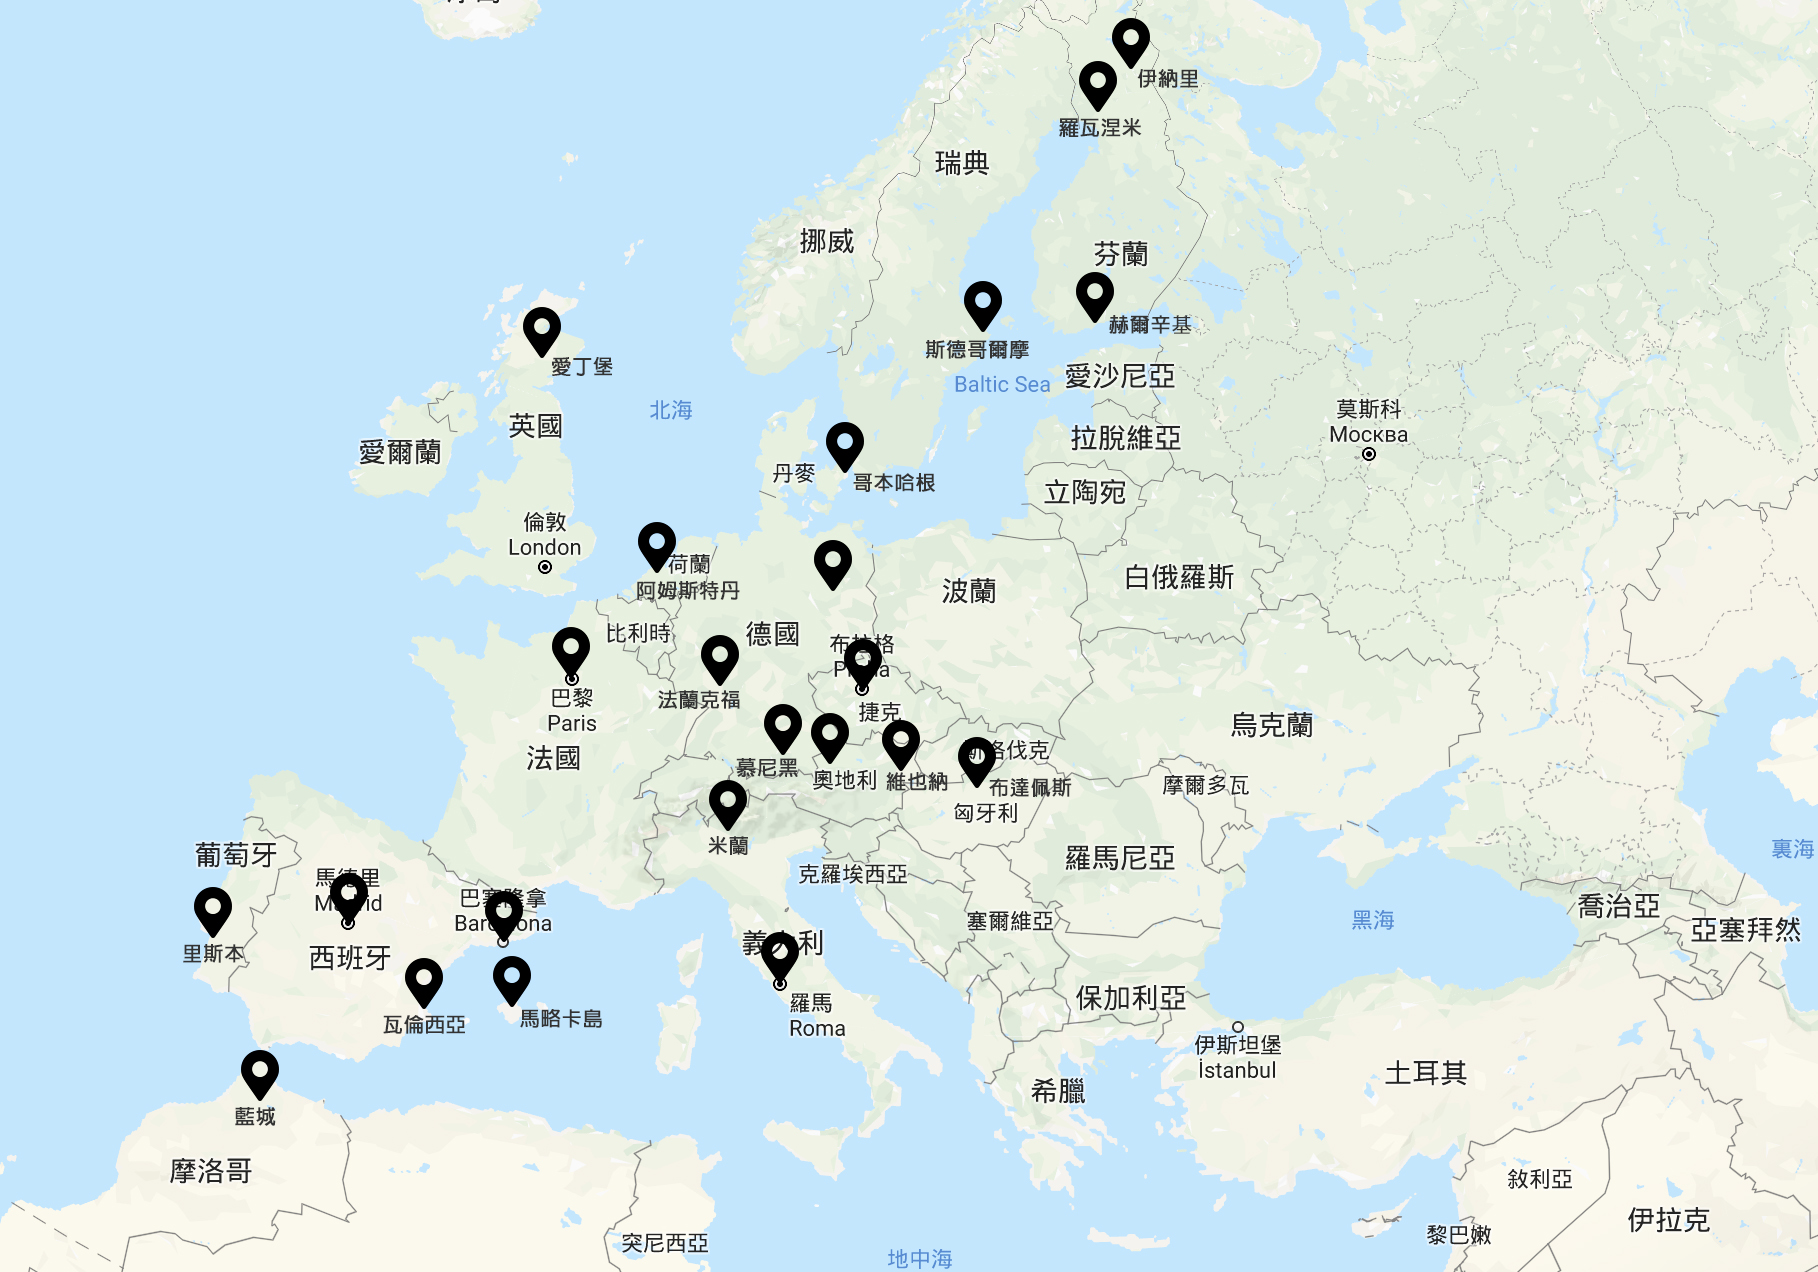 伊納里
羅瓦涅米
瑞典
挪威
芬蘭
赫爾辛基
斯德哥爾摩
Baltic Sea
愛沙尼亞
愛丁堡
北海
英國
愛爾蘭
莫斯科
Москва
拉脫維亞
丹麥
哥本哈根
立陶宛
倫敦
London
荷蘭
阿姆斯特丹
白俄羅斯
波蘭
比利時
德國
布拉格
法蘭克福
巴黎
Paris
捷克
法國
烏克蘭
慕尼黑
奧地利
維也納
洛伐克
布達佩斯
匈牙利
摩爾多瓦
米蘭
羅馬尼亞
克羅埃西亞
裏海
葡萄牙
馬德里
巴塞隆拿
Barcelona
里斯本
西班牙
塞爾維亞
黑海
喬治亞
亞塞拜然
義大利
保加利亞
羅馬
Roma
瓦倫西亞
馬略卡島
伊斯坦堡
İstanbul
土耳其
希臘
藍城
摩洛哥
敘利亞
伊拉克
黎巴嫩
突尼西亞
地中海